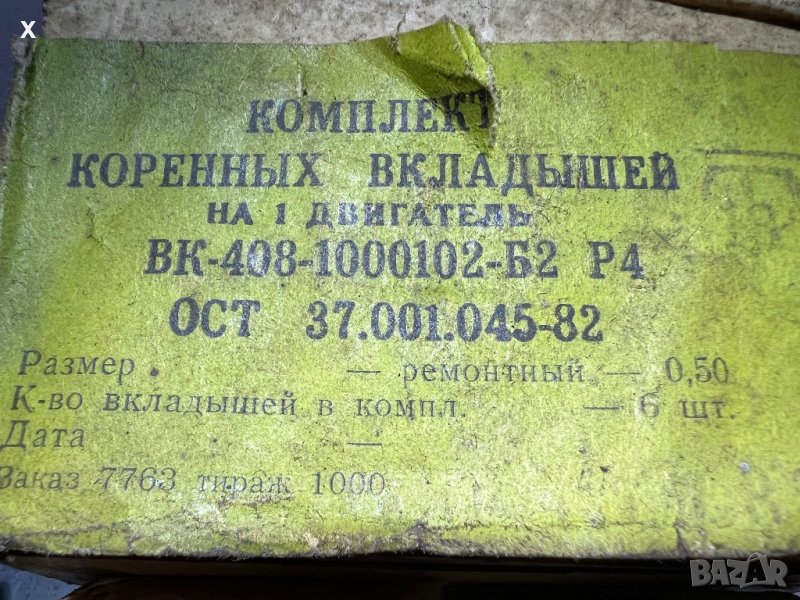 х
КОМПЛЕКТ
КОРЕННЫХ ВКЛАДЫШЕЙ
НА 1 ДВИГАТЕЛЬ
ВК-408-1000102-Б2 Р4
ОСТ 37.001.045-82
Размер — ремонтный — 0,50
К-во вкладышей в компл. — 6 шт.
Дата —
Заказ 7763 тираж 1000
BAZAR